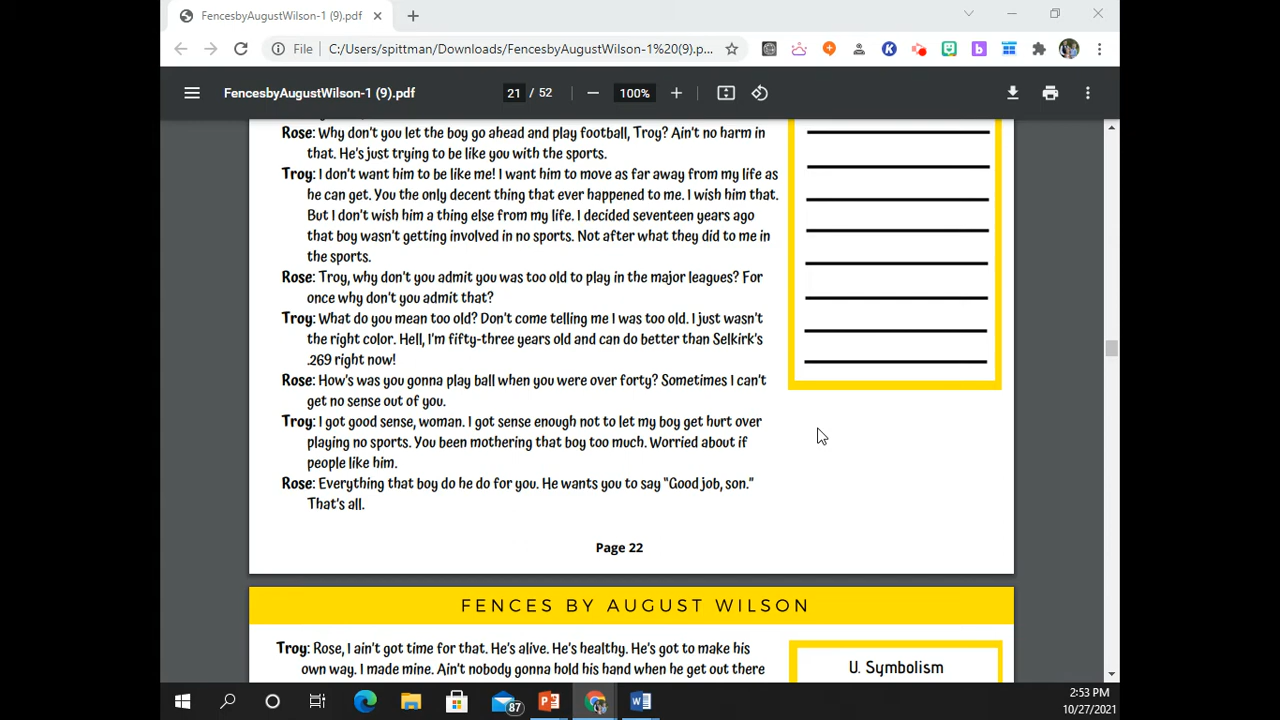 FencesbyAugustWilson-1 (9).pdf
File
C:/Users/spittman/Downloads/FencesbyAugustWilson-1%20(9).p...
FencesbyAugustWilson-1 (9).pdf
21 / 52
100%
Rose: Why don't you let the boy go ahead and play football, Troy? Ain't no harm in
that. He's just trying to be like you with the sports.
Troy: I don't want him to be like me! I want him to move as far away from my life as
he can get. You the only decent thing that ever happened to me. I wish him that.
But I don't wish him a thing else from my life. I decided seventeen years ago
that boy wasn't getting involved in no sports. Not after what they did to me in
the sports.
Rose: Troy, why don't you admit you was too old to play in the major leagues? For
once why don't you admit that?
Troy: What do you mean too old? Don't come telling me I was too old. I just wasn't
the right color. Hell, I'm fifty-three years old and can do better than Selkirk's
.269 right now!
Rose: How's was you gonna play ball when you were over forty? Sometimes I can't
get no sense out of you.
Troy: I got good sense, woman. I got sense enough not to let my boy get hurt over
playing no sports. You been mothering that boy too much. Worried about if
people like him.
Rose: Everything that boy do he do for you. He wants you to say "Good job, son."
That's all.
Page 22
FENCES BY AUGUST WILSON
Troy: Rose, I ain't got time for that. He's alive. He's healthy. He's got to make his
own way. I made mine. Ain't nobody gonna hold his hand when he get out there
U. Symbolism
87
2:53 PM
10/27/2021